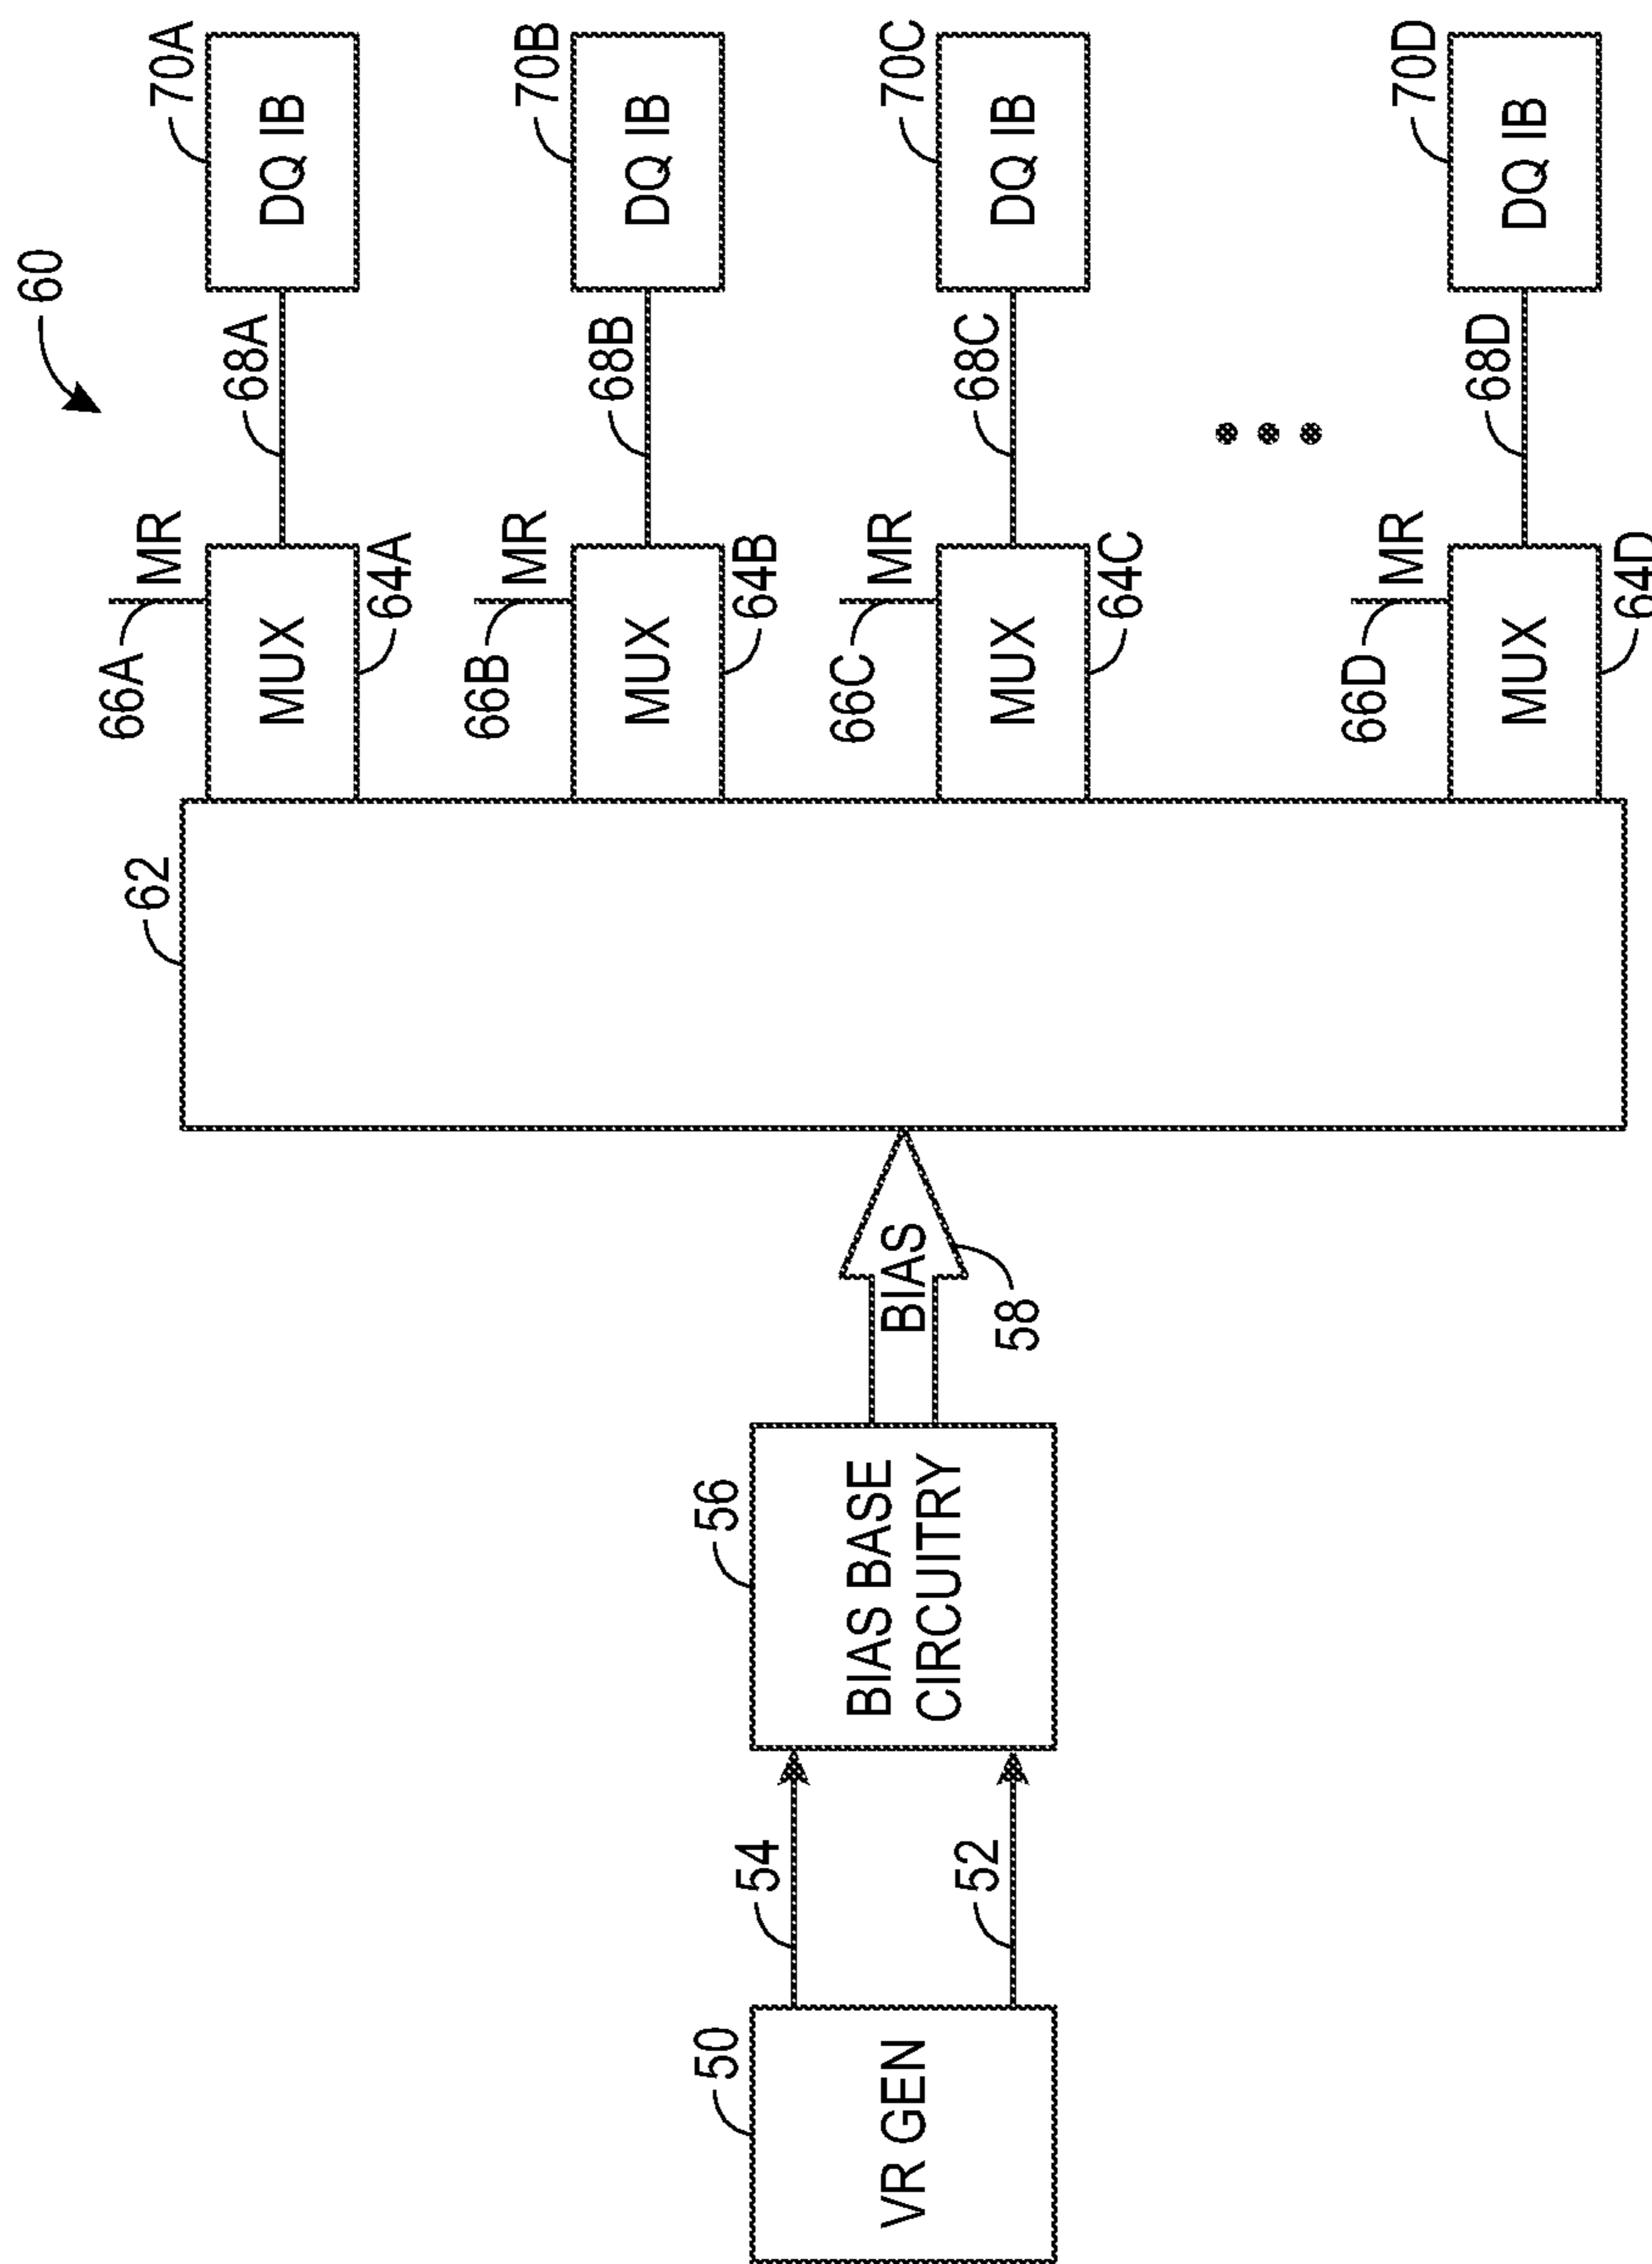 60
50
VR GEN
54
52
56
BIAS BASE
CIRCUITRY
BIAS
58
62
66A
MR
MUX
64A
68A
70A
DQ IB
66B
MR
MUX
64B
68B
70B
DQ IB
66C
MR
MUX
64C
68C
70C
DQ IB
66D
MR
MUX
64D
68D
70D
DQ IB